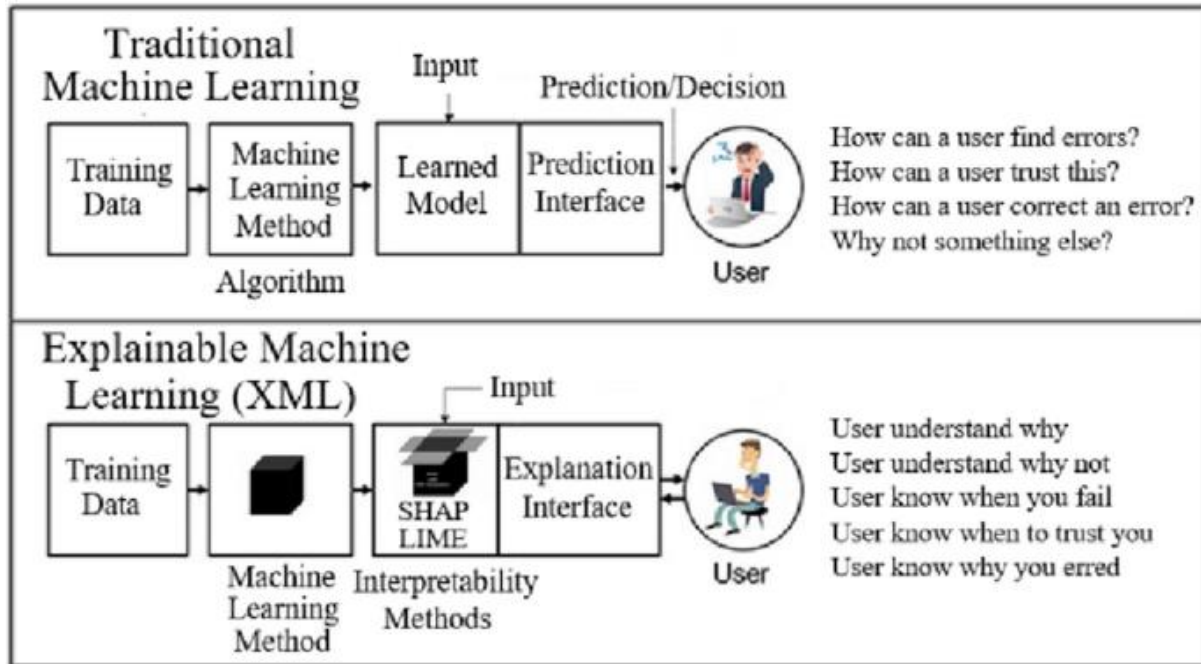 Traditional
Machine Learning
Input
Prediction/Decision
Training
Data
Machine
Learning
Method
Algorithm
Learned
Model
Prediction
Interface
User
How can a user find errors?
How can a user trust this?
How can a user correct an error?
Why not something else?
Explainable Machine
Learning (XML)
Input
Training
Data
Machine
Learning
Method
SHAP
LIME
Interpretability
Methods
Explanation
Interface
User
User understand why
User understand why not
User know when you fail
User know when to trust you
User know why you erred